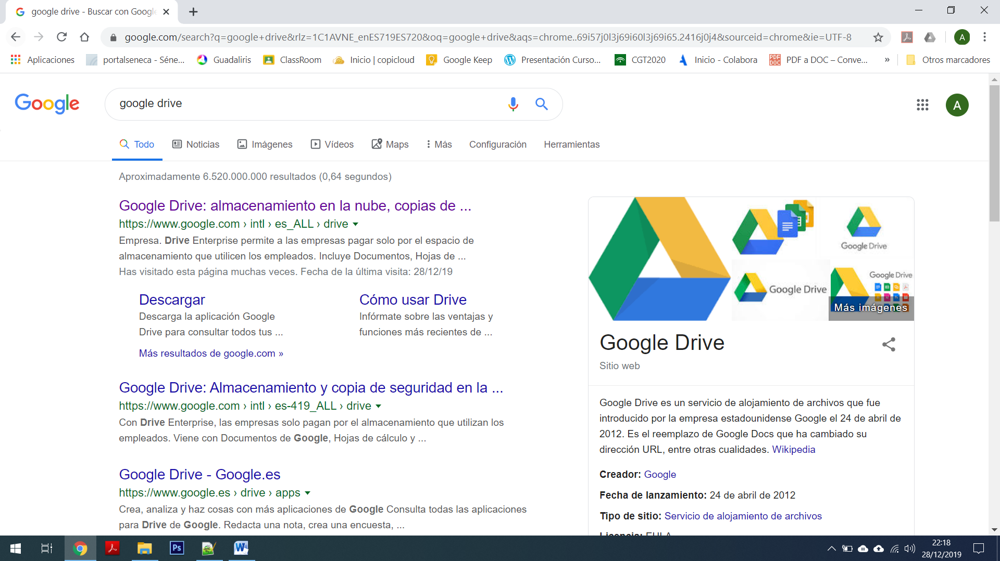 google drive - Buscar con Google
google.com/search?q=google+drive&rlz=1C1AVNE_enES719ES720&oq=google+drive&aqs=chrome..69i57j0l3j69i60l3j69i65.2416j0j4&sourceid=chrome&ie=UTF-8
A
Aplicaciones
portalseneca - Séne...
Guadaliris
ClassRoom
Inicio | copicloud
Google Keep
Presentación Curso...
CGT2020
Inicio - Colabora
PDF DOC
PDF a DOC – Conve...
»
Otros marcadores
Google
google drive
A
Todo
Noticias
Imágenes
Vídeos
Maps
Más
Configuración
Herramientas
Aproximadamente 6.520.000.000 resultados (0,64 segundos)
Google Drive: almacenamiento en la nube, copias de ...
https://www.google.com › intl › es_ALL › drive
Empresa. Drive Enterprise permite a las empresas pagar solo por el espacio de
almacenamiento que utilicen los empleados. Incluye Documentos, Hojas de ...
Has visitado esta página muchas veces. Fecha de la última visita: 28/12/19
Descargar
Descarga la aplicación Google
Drive para consultar todos tus ...
Cómo usar Drive
Infórmate sobre las ventajas y
funciones más recientes de ...
Más resultados de google.com »
Google Drive: Almacenamiento y copia de seguridad en la ...
https://www.google.com › intl › es-419_ALL › drive
Con Drive Enterprise, las empresas solo pagan por el almacenamiento que utilizan los
empleados. Viene con Documentos de Google, Hojas de cálculo y ...
Google Drive - Google.es
https://www.google.es › drive › apps
Crea, analiza y haz cosas con más aplicaciones de Google Consulta todas las aplicaciones
para Drive de Google. Redacta una nota, crea una encuesta, ...
Google Drive
Google Drive
Google Drive
Más imágenes
Google Drive
Sitio web
Google Drive es un servicio de alojamiento de archivos que fue
introducido por la empresa estadounidense Google el 24 de abril de
2012. Es el reemplazo de Google Docs que ha cambiado su
dirección URL, entre otras cualidades. Wikipedia
Creador: Google
Fecha de lanzamiento: 24 de abril de 2012
Tipo de sitio: Servicio de alojamiento de archivos
Licencia: EULA
Ps
W
22:18
28/12/2019